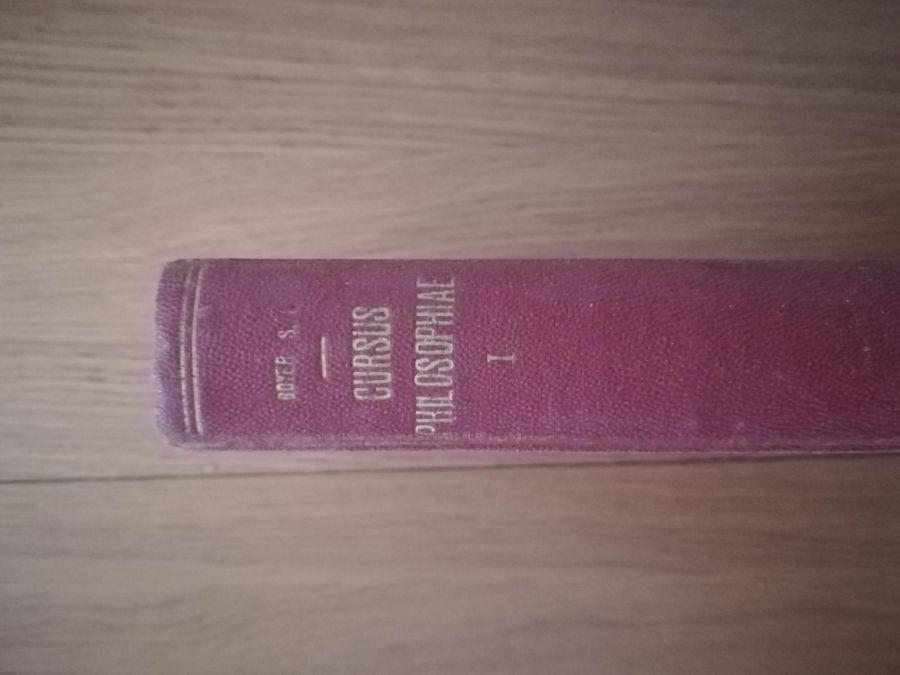 BOYER S.
CURSUS
PHILOSOPHIAE
I